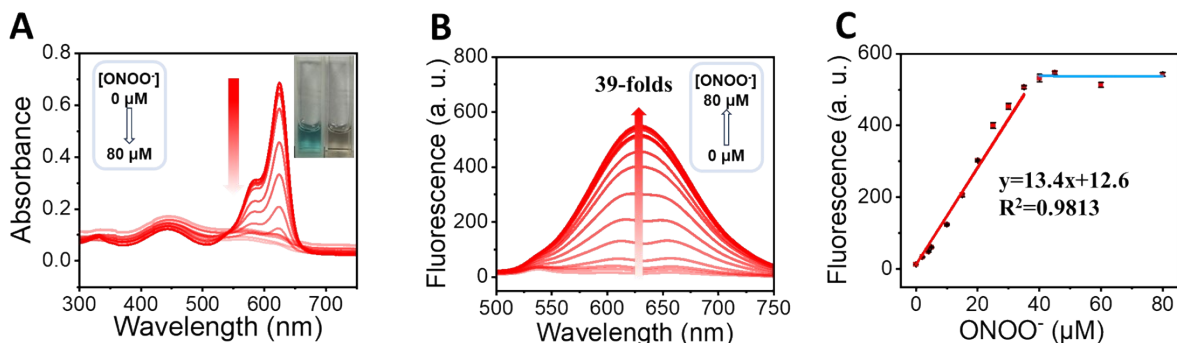 A
Absorbance
0.8
0.6
0.4
0.2
0.0
[ONOO⁻]
0 μM
80 μM
300 400 500 600 700
Wavelength (nm)
B
Fluorescence (a. u.)
800
600
400
200
0
39-folds
[ONOO⁻]
80 μM
0 μM
500 550 600 650 700 750
Wavelength (nm)
C
Fluorescence (a. u.)
600
400
200
0
y=13.4x+12.6
R²=0.9813
0 20 40 60 80
ONOO⁻ (μM)